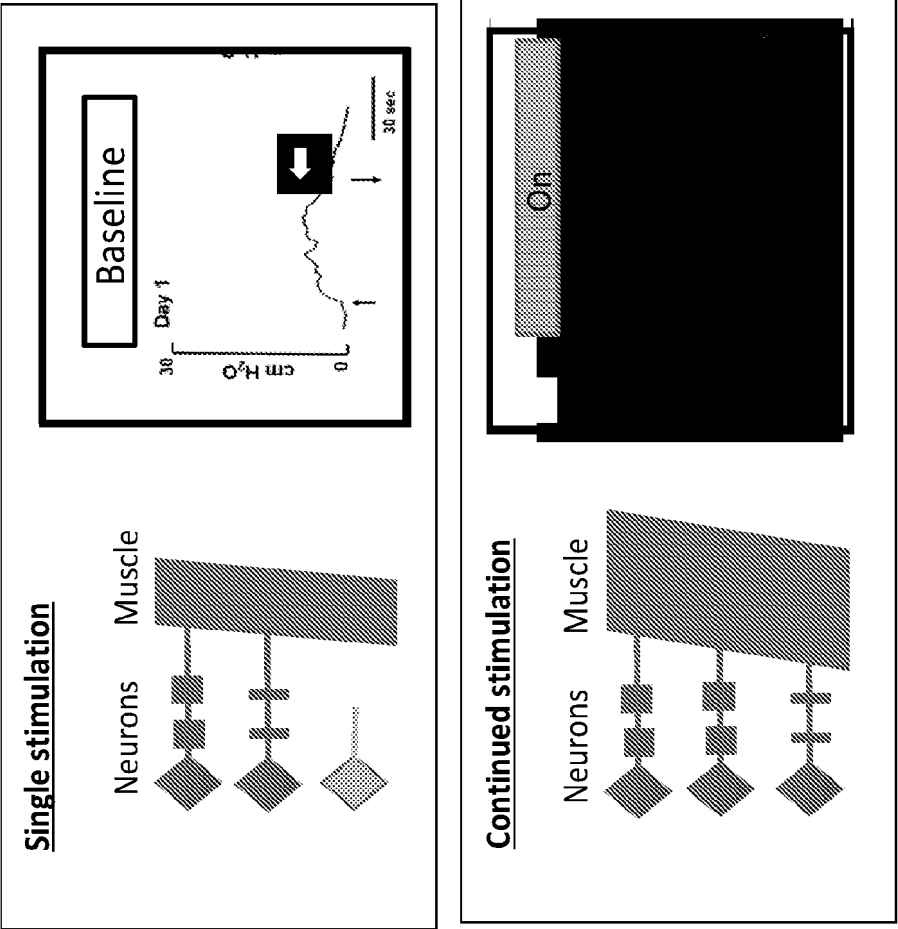 Single stimulation
Neurons
Muscle
Baseline
Day 1
30
cm H₂O
0
30 sec
Continued stimulation
Neurons
Muscle
On